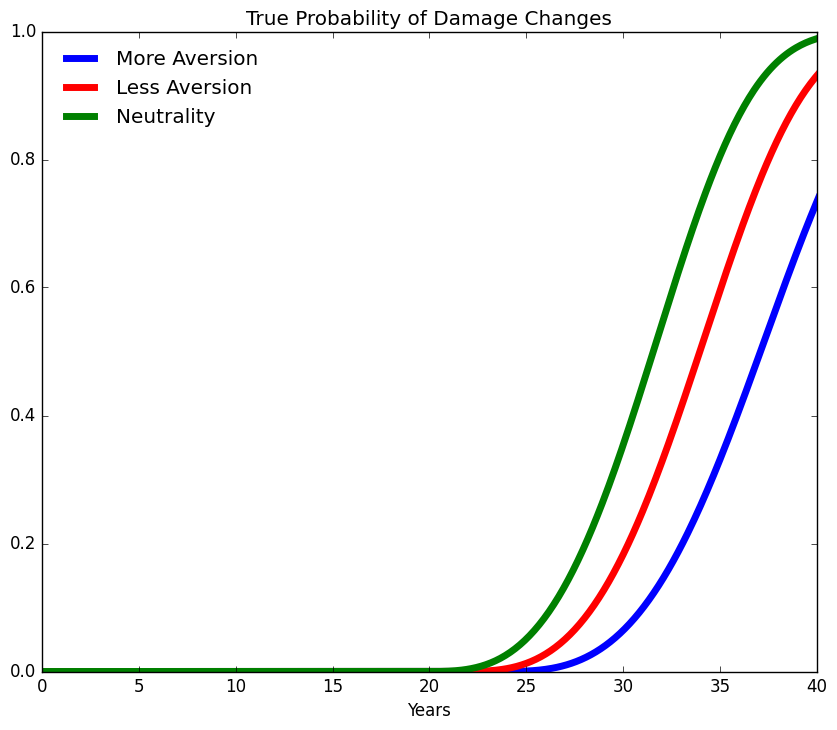 True Probability of Damage Changes
More Aversion
Less Aversion
Neutrality
1.0
0.8
0.6
0.4
0.2
0.0
0 5 10 15 20 25 30 35 40
Years